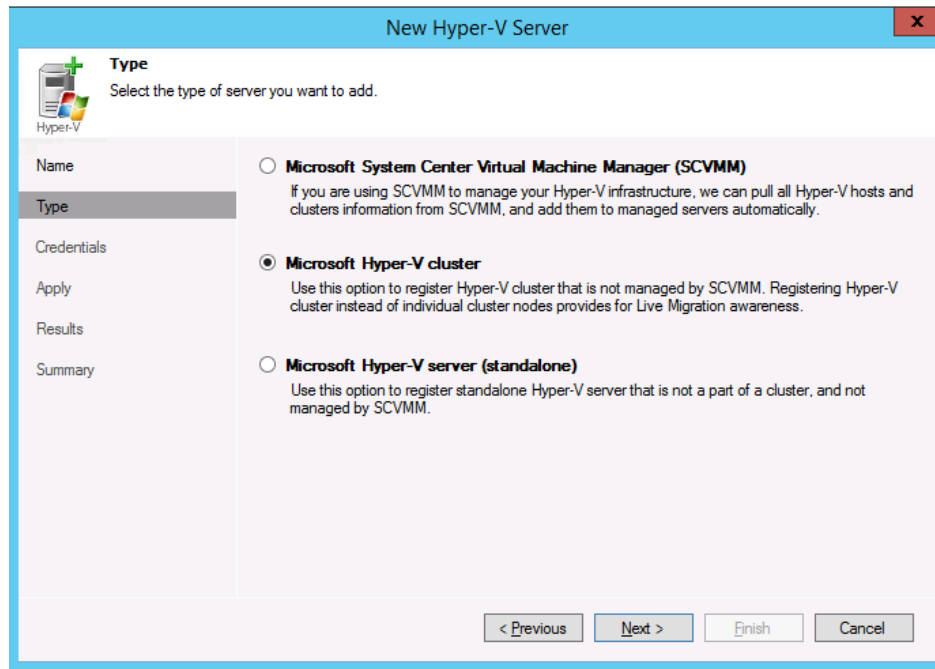 New Hyper-V Server
x
Type
Select the type of server you want to add.
Hyper-V
Name
Type
Credentials
Apply
Results
Summary
Microsoft System Center Virtual Machine Manager (SCVMM)
If you are using SCVMM to manage your Hyper-V infrastructure, we can pull all Hyper-V hosts and
clusters information from SCVMM, and add them to managed servers automatically.
Microsoft Hyper-V cluster
Use this option to register Hyper-V cluster that is not managed by SCVMM. Registering Hyper-V
cluster instead of individual cluster nodes provides for Live Migration awareness.
Microsoft Hyper-V server (standalone)
Use this option to register standalone Hyper-V server that is not a part of a cluster, and not
managed by SCVMM.
< Previous
Next >
Finish
Cancel